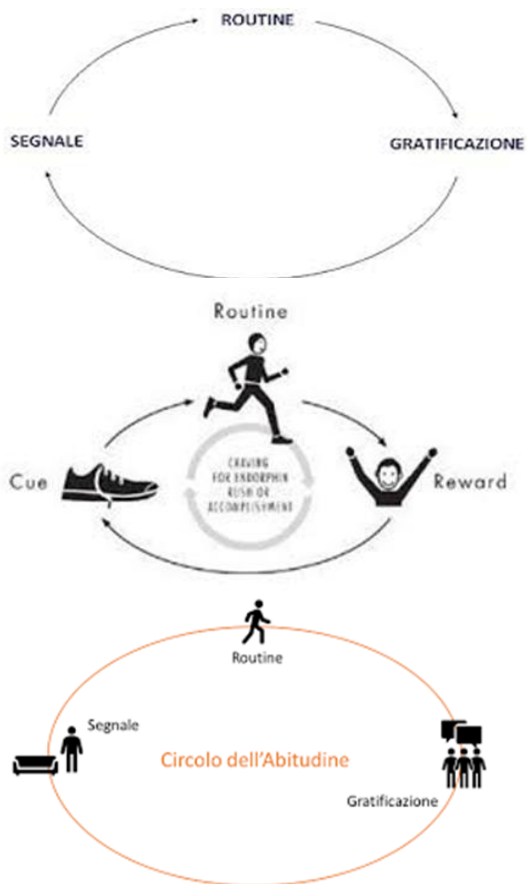 ROUTINE
SEGNALE
GRATIFICAZIONE
Routine
Cue
CRAVING
FOR ENDORPHIN
RUSH OR
ACCOMPLISHMENT
Reward
Routine
Segnale
Circolo dell'Abitudine
Gratificazione